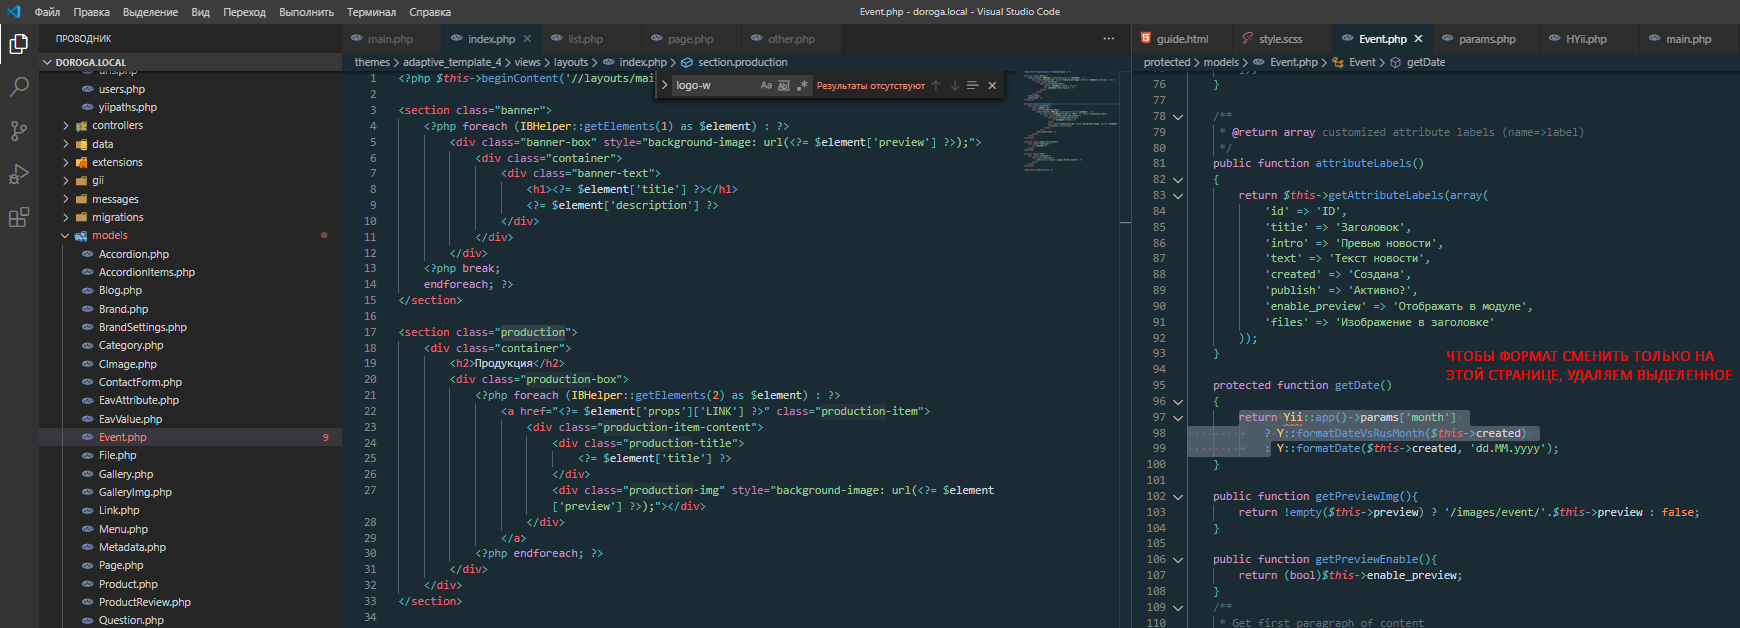 Файл Правка Выделение Вид Переход Выполнить Терминал Справка
Event.php - doroga.local - Visual Studio Code
ПРОВОДНИК
DOROGA.LOCAL
urls.php
users.php
yiipaths.php
controllers
data
extensions
gii
messages
migrations
models
Accordion.php
AccordionItems.php
Blog.php
Brand.php
BrandSettings.php
Category.php
CImage.php
ContactForm.php
EavAttribute.php
EavValue.php
Event.php 9
File.php
Gallery.php
GalleryImg.php
Link.php
Menu.php
Metadata.php
Page.php
Product.php
ProductReview.php
Question.php
main.php index.php list.php page.php other.php
themes > adaptive_template_4 > views > layouts > index.php > section.production
logo-w
Aa
Результаты отсутствуют
1 <?php $this->beginContent('//layouts/mai
2
3 <section class="banner">
4 <?php foreach (IBHelper::getElements(1) as $element) : ?>
5 <div class="banner-box" style="background-image: url(<?= $element['preview'] ?>);">
6 <div class="container">
7 <div class="banner-text">
8 <h1><?= $element['title'] ?></h1>
9 <?= $element['description'] ?>
10 </div>
11 </div>
12 </div>
13 <?php break;
14 endforeach; ?>
15 </section>
16
17 <section class="production">
18 <div class="container">
19 <h2>Продукция</h2>
20 <div class="production-box">
21 <?php foreach (IBHelper::getElements(2) as $element) : ?>
22 <a href="<?= $element['props']['LINK'] ?>" class="production-item">
23 <div class="production-item-content">
24 <div class="production-title">
25 <?= $element['title'] ?>
26 </div>
27 <div class="production-img" style="background-image: url(<?= $element
['preview'] ?>);"></div>
28 </div>
29 </a>
30 <?php endforeach; ?>
31 </div>
32 </div>
33 </section>
34
guide.html style.scss Event.php params.php HYii.php main.php
protected > models > Event.php > Event > getDate
76 }
77
78 /**
79 * @return array customized attribute labels (name=>label)
80 */
81 public function attributeLabels()
82 {
83 return $this->getAttributeLabels(array(
84 'id' => 'ID',
85 'title' => 'Заголовок',
86 'intro' => 'Превью новости',
87 'text' => 'Текст новости',
88 'created' => 'Создана',
89 'publish' => 'Активно?',
90 'enable_preview' => 'Отображать в модуле',
91 'files' => 'Изображение в заголовке'
92 ));
93 }
94
ЧТОБЫ ФОРМАТ СМЕНИТЬ ТОЛЬКО НА
ЭТОЙ СТРАНИЦЕ, УДАЛЯЕМ ВЫДЕЛЕННОЕ
95 protected function getDate()
96 {
97 return Yii::app()->params['month']
98 ? Y::formatDateVsRusMonth($this->created)
99 : Y::formatDate($this->created, 'dd.MM.yyyy');
100 }
101
102 public function getPreviewImg(){
103 return !empty($this->preview) ? '/images/event/'.$this->preview : false;
104 }
105
106 public function getPreviewEnable(){
107 return (bool)$this->enable_preview;
108 }
109 /**
110 * Get first paragraph of content